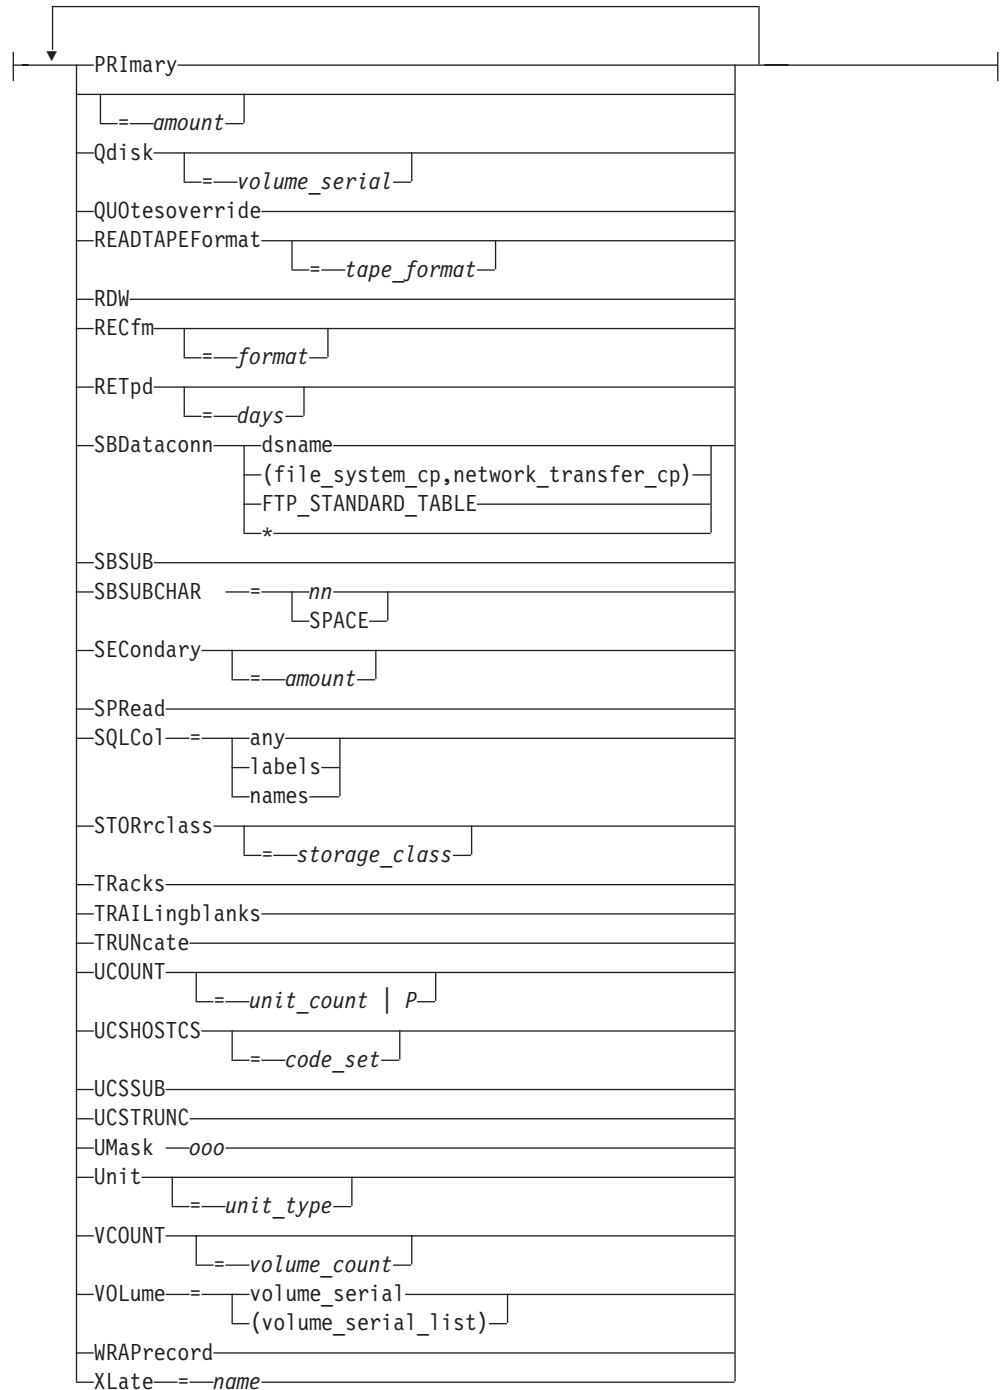 PRImary
=amount
Qdisk
=volume_serial
QUOtesoverride
READTAPEFormat
=tape_format
RDW
RECfm
=format
RETpd
=days
SBDataconn dsname
(file_system_cp,network_transfer_cp)
FTP_STANDARD_TABLE
*
SBSUB
SBSUBCHAR = nn
SPACE
SECondary
=amount
SPRead
SQLCol = any
labels
names
STORrclass
=storage_class
TRacks
TRAILingblanks
TRUNcate
UCOUNT
=unit_count | P
UCSHOSTCS
=code_set
UCSSUB
UCSTRUNC
UMask ooo
Unit
=unit_type
VCOUNT
=volume_count
VOLume = volume_serial
(volume_serial_list)
WRAPrecord
XLate = name